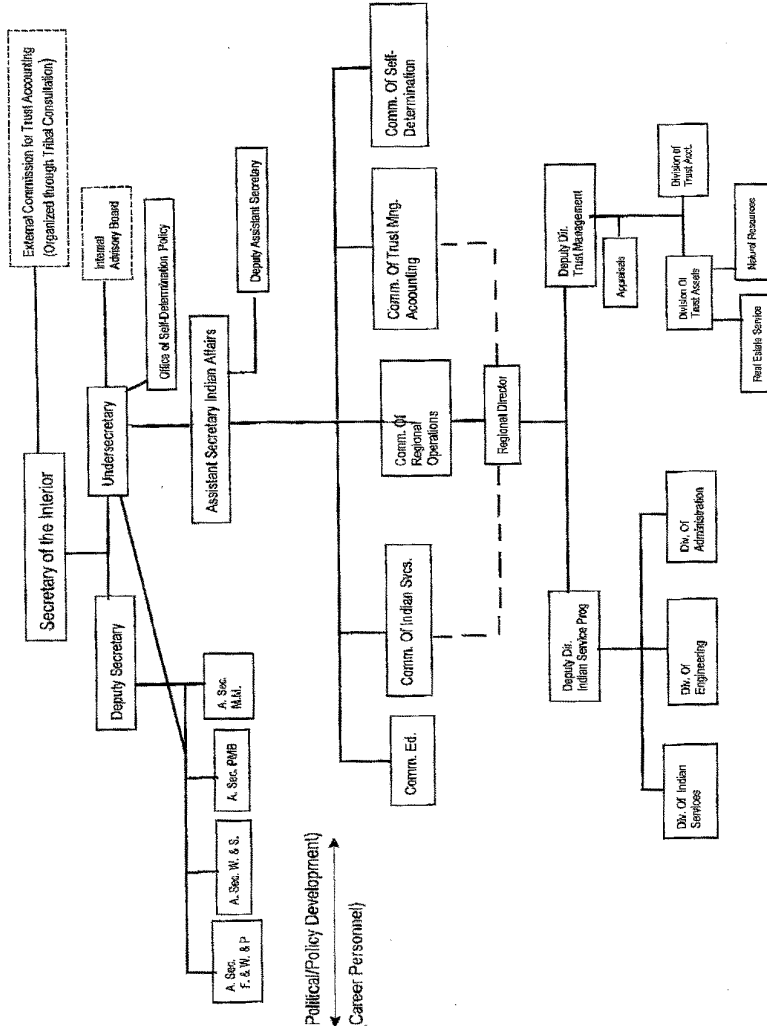 External Commission for Trust Accounting
(Organized through Tribal Consultation)
Secretary of the Interior
Internal
Advisory Board
Deputy Secretary
Undersecretary
Office of Self-Determination Policy
A. Sec.
F. & W. & P
A. Sec. W. & S.
A. Sec. PMB
A. Sec.
M.M.
Assistant Secretary Indian Affairs
Deputy Assistant Secretary
Political/Policy Development)
Career Personnel)
Comm. Ed.
Comm. Of Indian Svcs.
Comm. Of
Regional
Operations
Comm. Of Trust Mng.
Accounting
Comm. Of Self-
Determination
Regional Director
Deputy Dir.
Indian Service Prog
Deputy Dir.
Trust Management
Appraisals
Div. Of Indian
Services
Div. Of
Engineering
Div. Of
Administration
Division Of
Trust Assets
Division of
Trust Acct.
Real Estate Service
Natural Resources